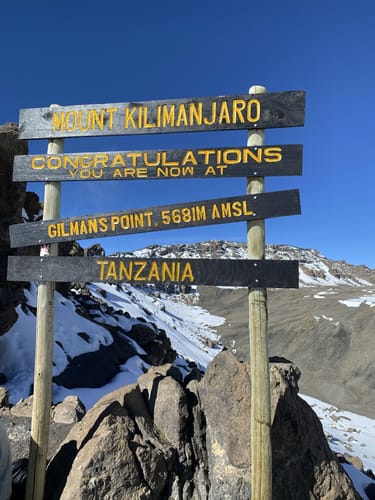 MOUNT KILIMANJARO
CONGRATULATIONS
YOU ARE NOW AT
GILMANS POINT, 5681M AMSL
TANZANIA